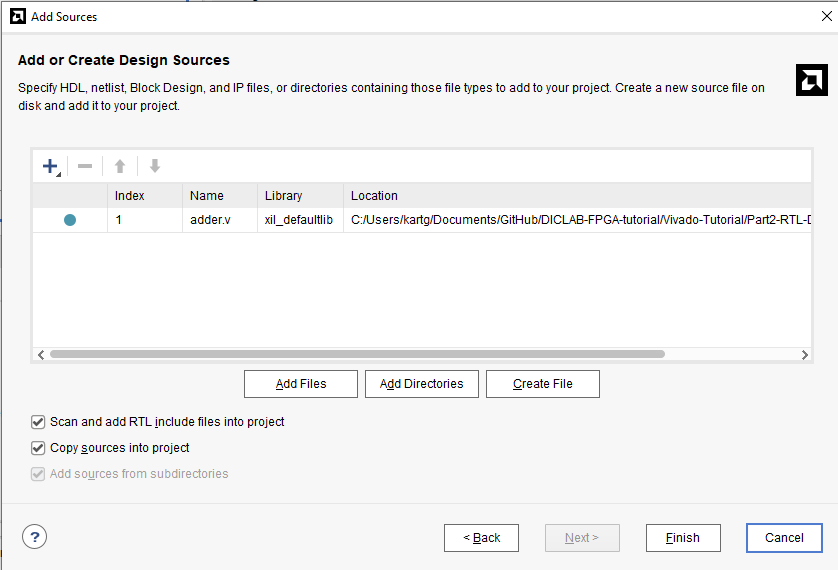 Add Sources
Add or Create Design Sources
Specify HDL, netlist, Block Design, and IP files, or directories containing those file types to add to your project. Create a new source file on
disk and add it to your project.
Index Name Library Location
1 adder.v xil_defaultlib C:/Users/kartg/Documents/GitHub/DICLAB-FPGA-tutorial/Vivado-Tutorial/Part2-RTL-D
Add Files Add Directories Create File
Scan and add RTL include files into project
Copy sources into project
Add sources from subdirectories
? < Back Next > Finish Cancel